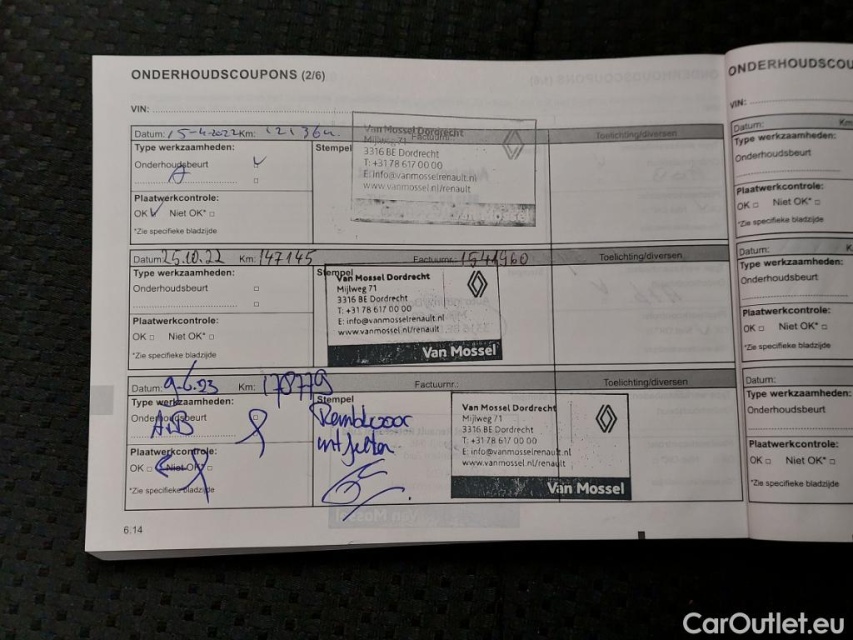 ONDERHOUDSCOUPONS (2/6)
VIN:
Datum: 15-4-2022 Km: Factuurnr.: Toelichting/diversen
Type werkzaamheden: Stempel
Onderhoudsbeurt
A
Plaatwerkcontrole:
OK Niet OK*
*Zie specifieke bladzijde
Van Mossel Dordrecht
Mijlweg 71
3316 BE Dordrecht
T: +31 78 617 00 00
E: info@vanmosselrenault.nl
www.vanmossel.nl/renault
Van Mossel
Datum: 25.10.22 Km: 147145 Factuurnr.: 1541460 Toelichting/diversen
Type werkzaamheden: Stempel
Onderhoudsbeurt
Plaatwerkcontrole:
OK Niet OK*
*Zie specifieke bladzijde
Van Mossel Dordrecht
Mijlweg 71
3316 BE Dordrecht
T: +31 78 617 00 00
E: info@vanmosselrenault.nl
www.vanmossel.nl/renault
Van Mossel
Datum: 9-6-23 Km: 178779 Factuurnr.: Toelichting/diversen
Type werkzaamheden: Stempel
Onderhoudsbeurt
A+B
Plaatwerkcontrole:
OK Niet OK*
*Zie specifieke bladzijde
Van Mossel Dordrecht
Mijlweg 71
3316 BE Dordrecht
T: +31 78 617 00 00
E: info@vanmosselrenault.nl
www.vanmossel.nl/renault
Van Mossel
6.14
ONDERHOUDSCOU
VIN:
Datum: Km
Type werkzaamheden:
Onderhoudsbeurt
Plaatwerkcontrole:
OK Niet OK*
*Zie specifieke bladzijde
Datum: K
Type werkzaamheden:
Onderhoudsbeurt
Plaatwerkcontrole:
OK Niet OK*
*Zie specifieke bladzijde
Datum:
Type werkzaamheden:
Onderhoudsbeurt
Plaatwerkcontrole:
OK Niet OK*
*Zie specifieke bladzijde
CarOutlet.eu